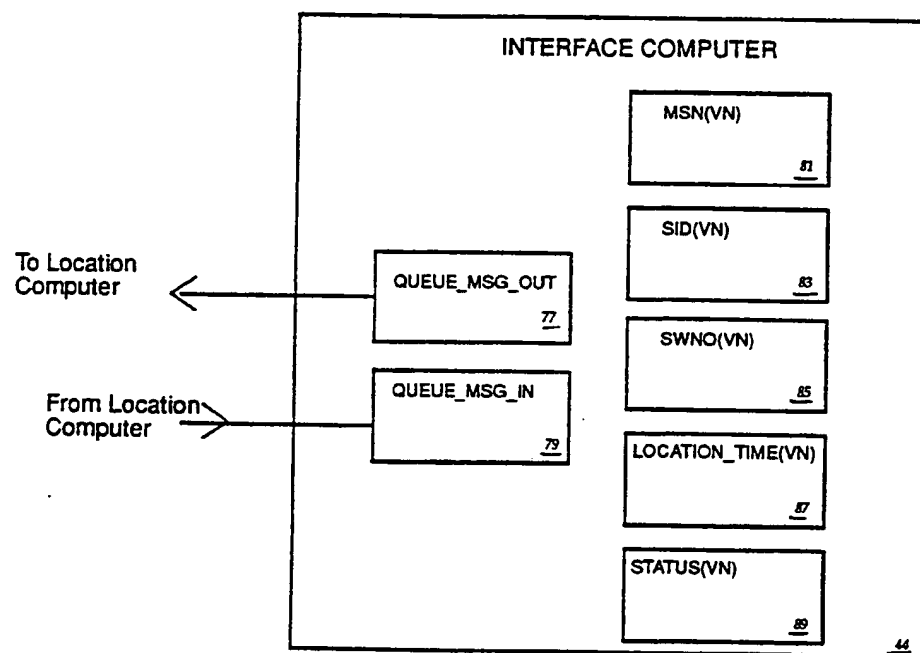 INTERFACE COMPUTER
MSN(VN)
81
SID(VN)
83
To Location
Computer
QUEUE_MSG_OUT
77
SWNO(VN)
85
From Location
Computer
QUEUE_MSG_IN
79
LOCATION_TIME(VN)
87
STATUS(VN)
89
44